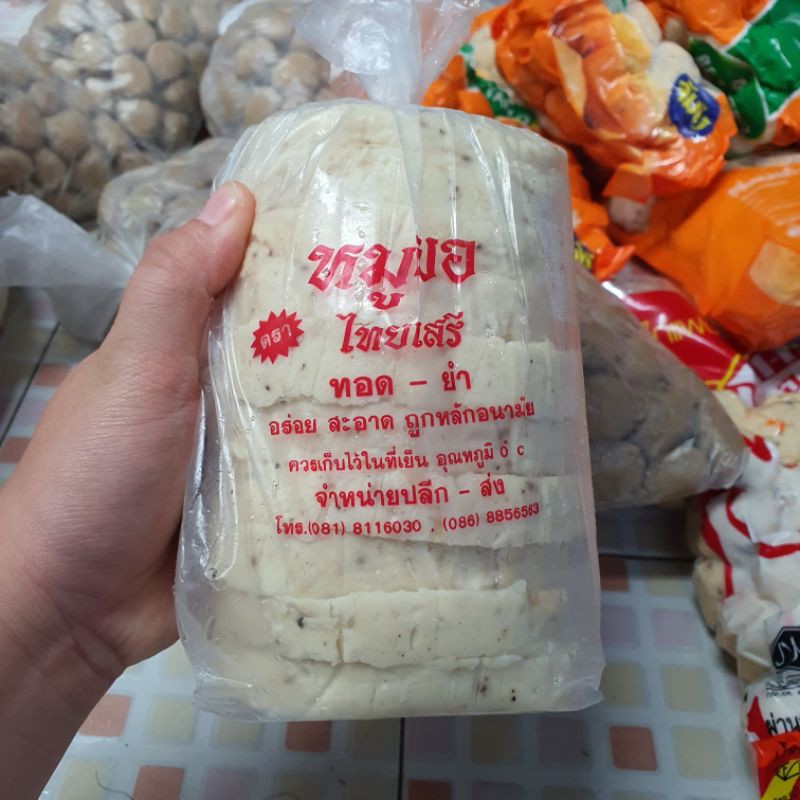 หมูยอ
ตรา
ไทยเสรี
ทอด - ยำ
อร่อย สะอาด ถูกหลักอนามัย
ควรเก็บไว้ในที่เย็น อุณหภูมิ 0 c
จำหน่ายปลีก - ส่ง
โทร.(081) 8116030 . (086) 8856563
ผ่าน